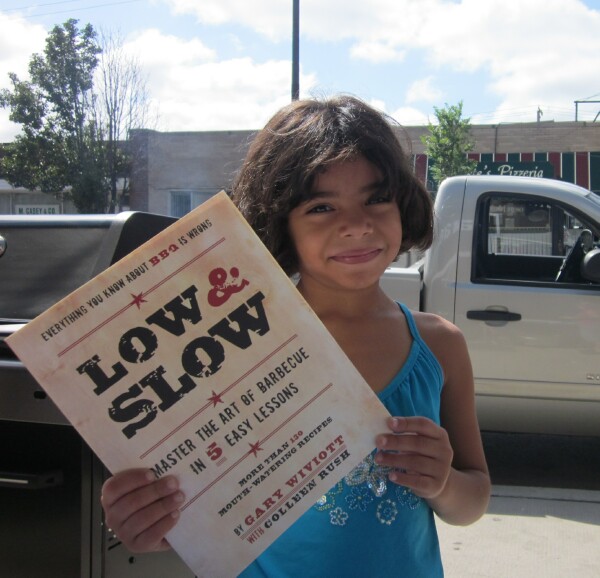 EVERYTHING YOU KNOW ABOUT BBQ IS WRONG
LOW &
SLOW
MASTER THE ART OF BARBECUE
IN 5 EASY LESSONS
MORE THAN 130
MOUTH-WATERING RECIPES
BY GARY WIVIOTT
WITH COLLEEN RUSH
Pizzeria